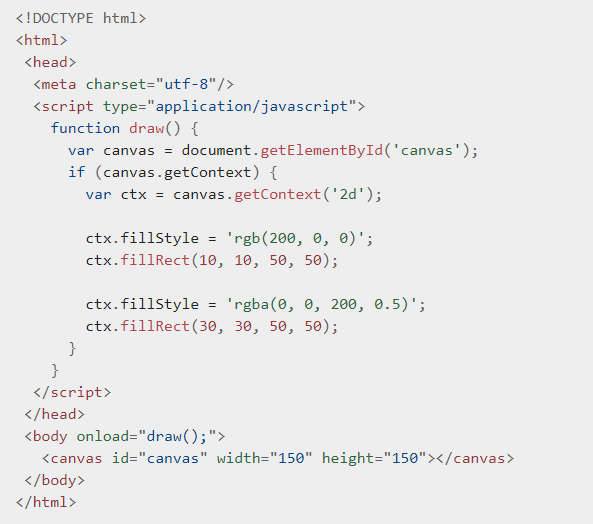 <!DOCTYPE html>
<html>
<head>
<meta charset="utf-8"/>
<script type="application/javascript">
function draw() {
var canvas = document.getElementById('canvas');
if (canvas.getContext) {
var ctx = canvas.getContext('2d');
ctx.fillStyle = 'rgb(200, 0, 0)';
ctx.fillRect(10, 10, 50, 50);
ctx.fillStyle = 'rgba(0, 0, 200, 0.5)';
ctx.fillRect(30, 30, 50, 50);
}
}
</script>
</head>
<body onload="draw();">
<canvas id="canvas" width="150" height="150"></canvas>
</body>
</html>